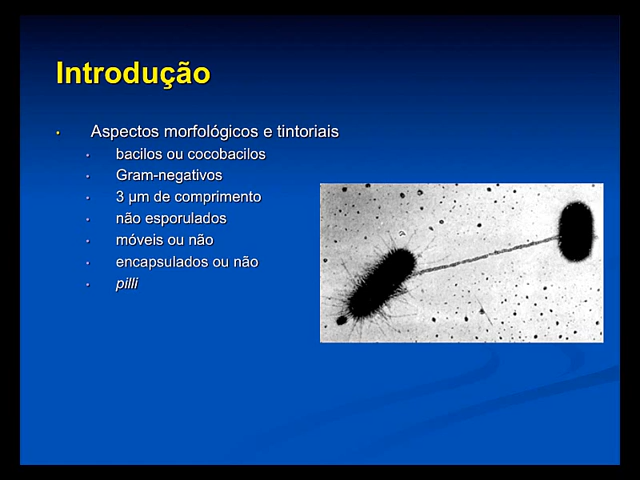 Introdução
Aspectos morfológicos e tintoriais
bacilos ou cocobacilos
Gram-negativos
3 µm de comprimento
não esporulados
móveis ou não
encapsulados ou não
pilli